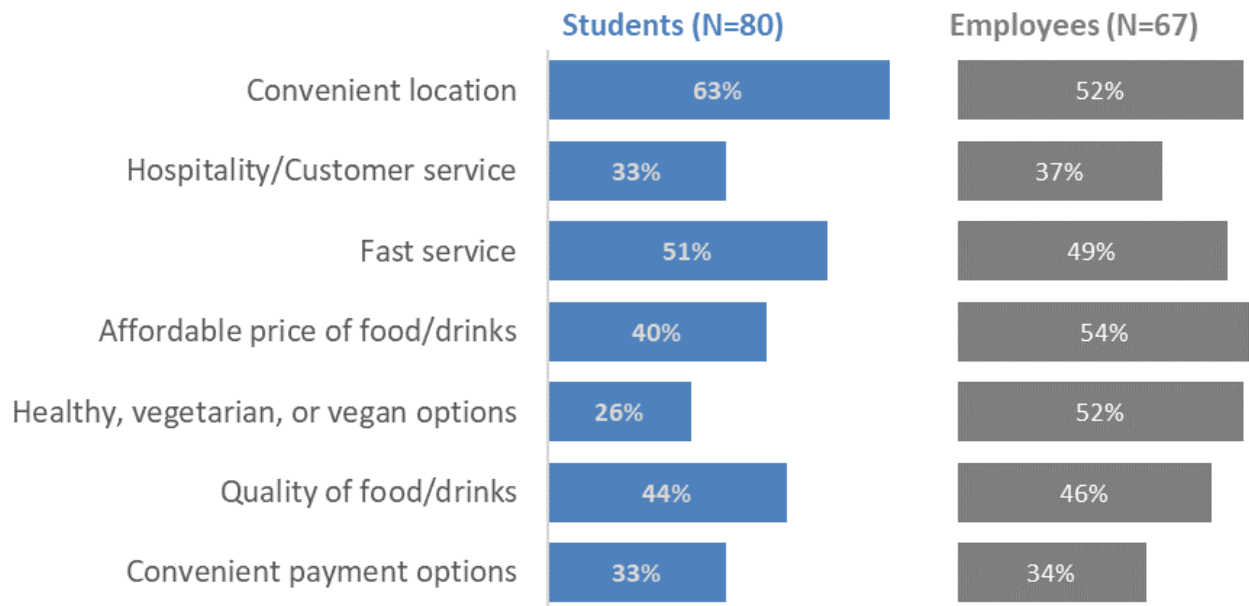 Students (N=80) Employees (N=67)
Convenient location 63% 52%
Hospitality/Customer service 33% 37%
Fast service 51% 49%
Affordable price of food/drinks 40% 54%
Healthy, vegetarian, or vegan options 26% 52%
Quality of food/drinks 44% 46%
Convenient payment options 33% 34%